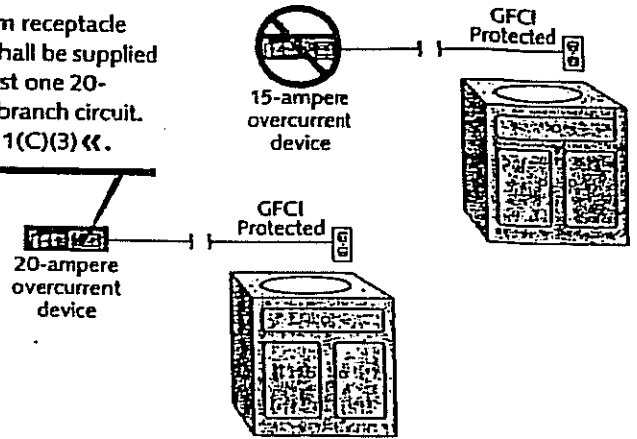 m receptacle
hall be supplied
st one 20-
branch circuit.
1(C)(3) «.
GFCI
Protected
15-ampere
overcurrent
device
GFCI
Protected
20-ampere
overcurrent
device